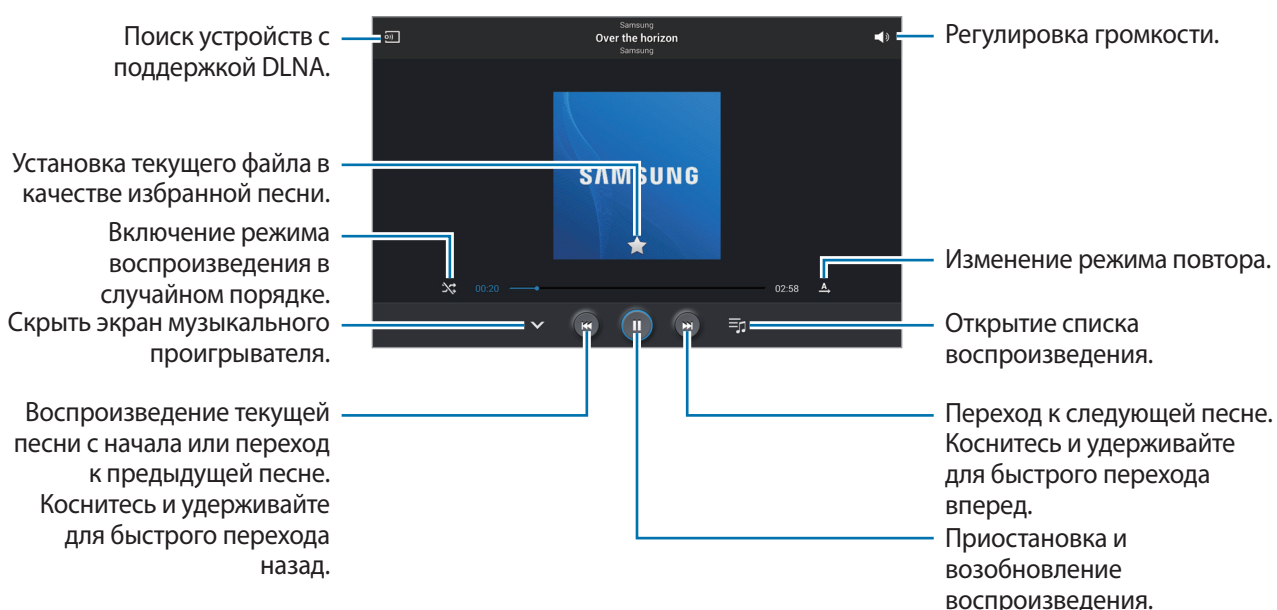 Поиск устройств с
поддержкой DLNA.
Установка текущего файла в
качестве избранной песни.
Включение режима
воспроизведения в
случайном порядке.
Скрыть экран музыкального
проигрывателя.
Воспроизведение текущей
песни с начала или переход
к предыдущей песне.
Коснитесь и удерживайте
для быстрого перехода
назад.
Samsung
Over the horizon
Samsung
SAMSUNG
00:20
02:58
A
Регулировка громкости.
Изменение режима повтора.
Открытие списка
воспроизведения.
Переход к следующей песне.
Коснитесь и удерживайте
для быстрого перехода
вперед.
Приостановка и
возобновление
воспроизведения.